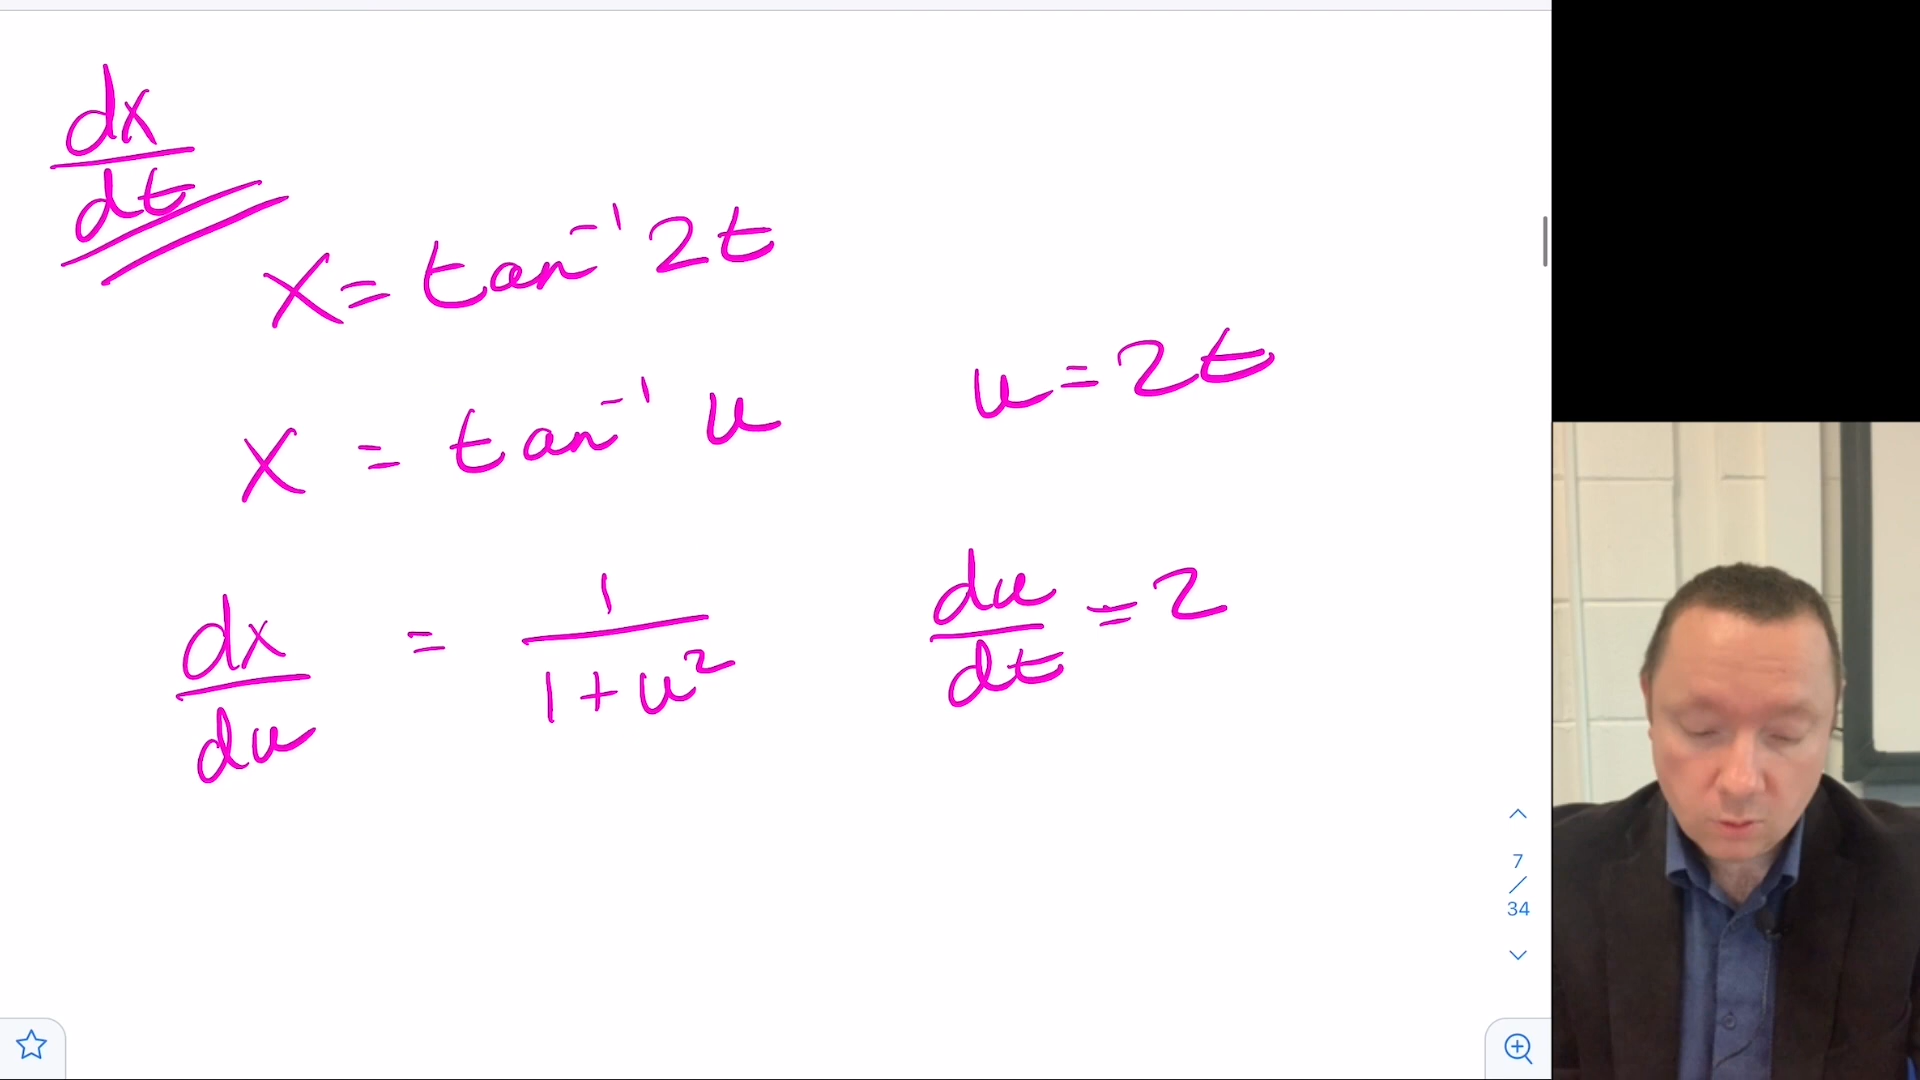 dx/dt
x = tan⁻¹ 2t
x = tan⁻¹ u
u = 2t
dx/du = 1/(1+u²)
du/dt = 2
7
/
34